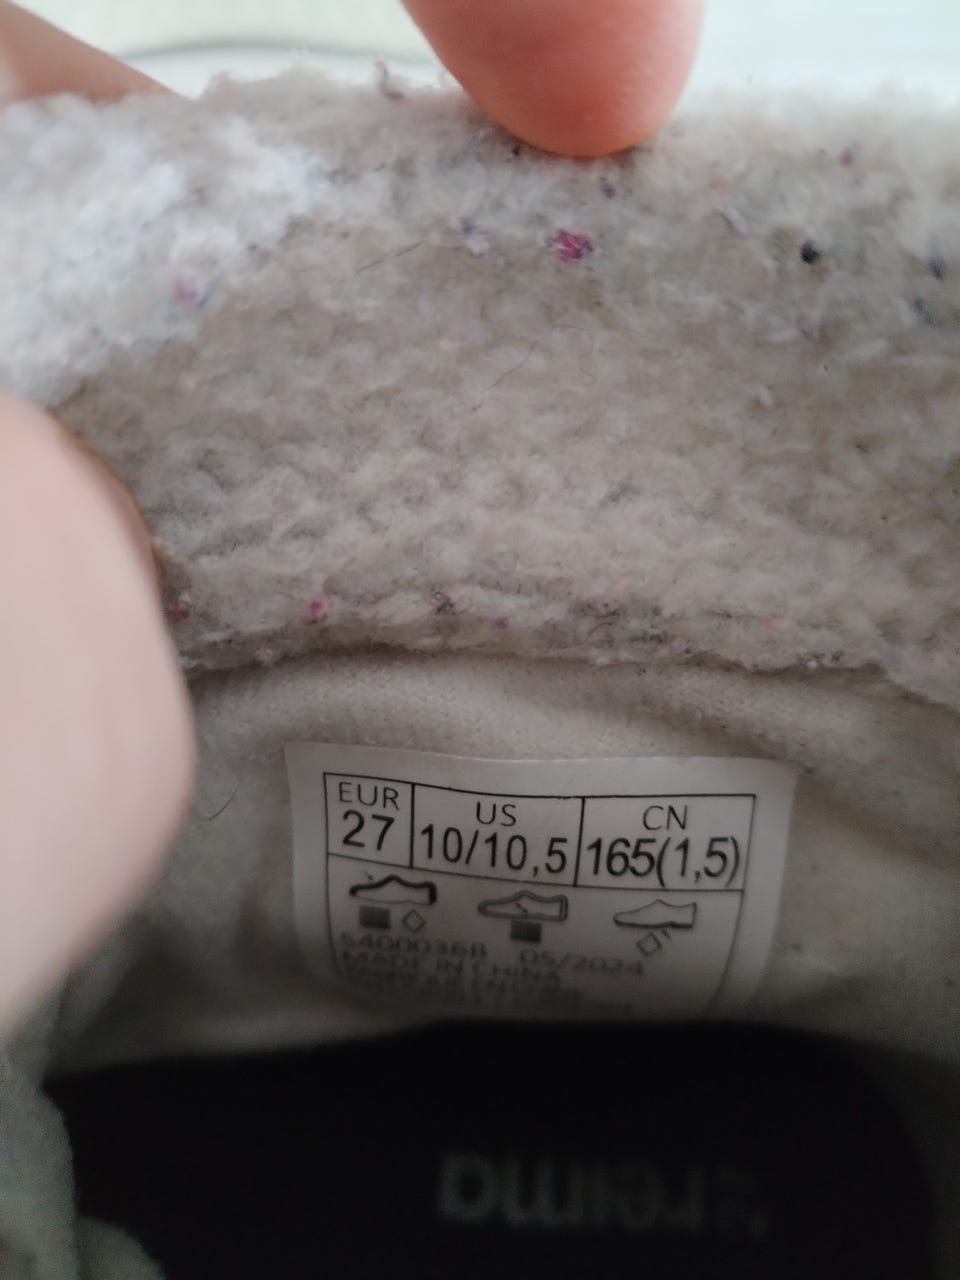 EUR US CN
27 10/10,5 165(1,5)
5400036B 05/2024
MADE IN CHINA
reima